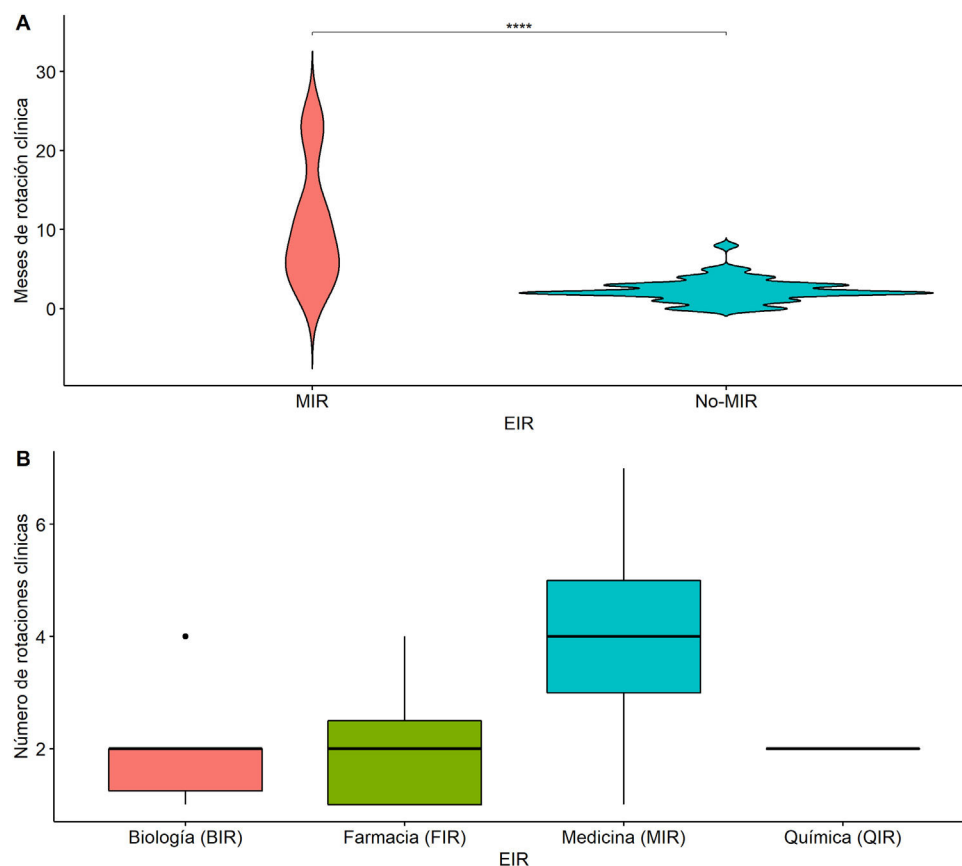 A
****
Meses de rotación clínica
30
20
10
0
MIR
No-MIR
EIR
B
Número de rotaciones clínicas
6
4
2
Biología (BIR)
Farmacia (FIR)
Medicina (MIR)
Química (QIR)
EIR